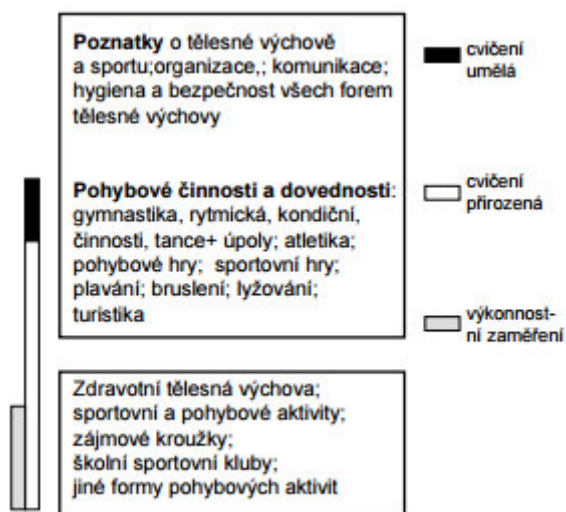 Poznatky o tělesné výchově
a sportu;organizace,; komunikace;
hygiena a bezpečnost všech forem
tělesné výchovy
Pohybové činnosti a dovednosti:
gymnastika, rytmická, kondiční,
činnosti, tance+ úpoly; atletika;
pohybové hry; sportovní hry;
plavání; bruslení; lyžování;
turistika
Zdravotní tělesná výchova;
sportovní a pohybové aktivity;
zájmové kroužky;
školní sportovní kluby;
jiné formy pohybových aktivit
cvičení
umělá
cvičení
přirozená
výkonnost-
ní zaměření